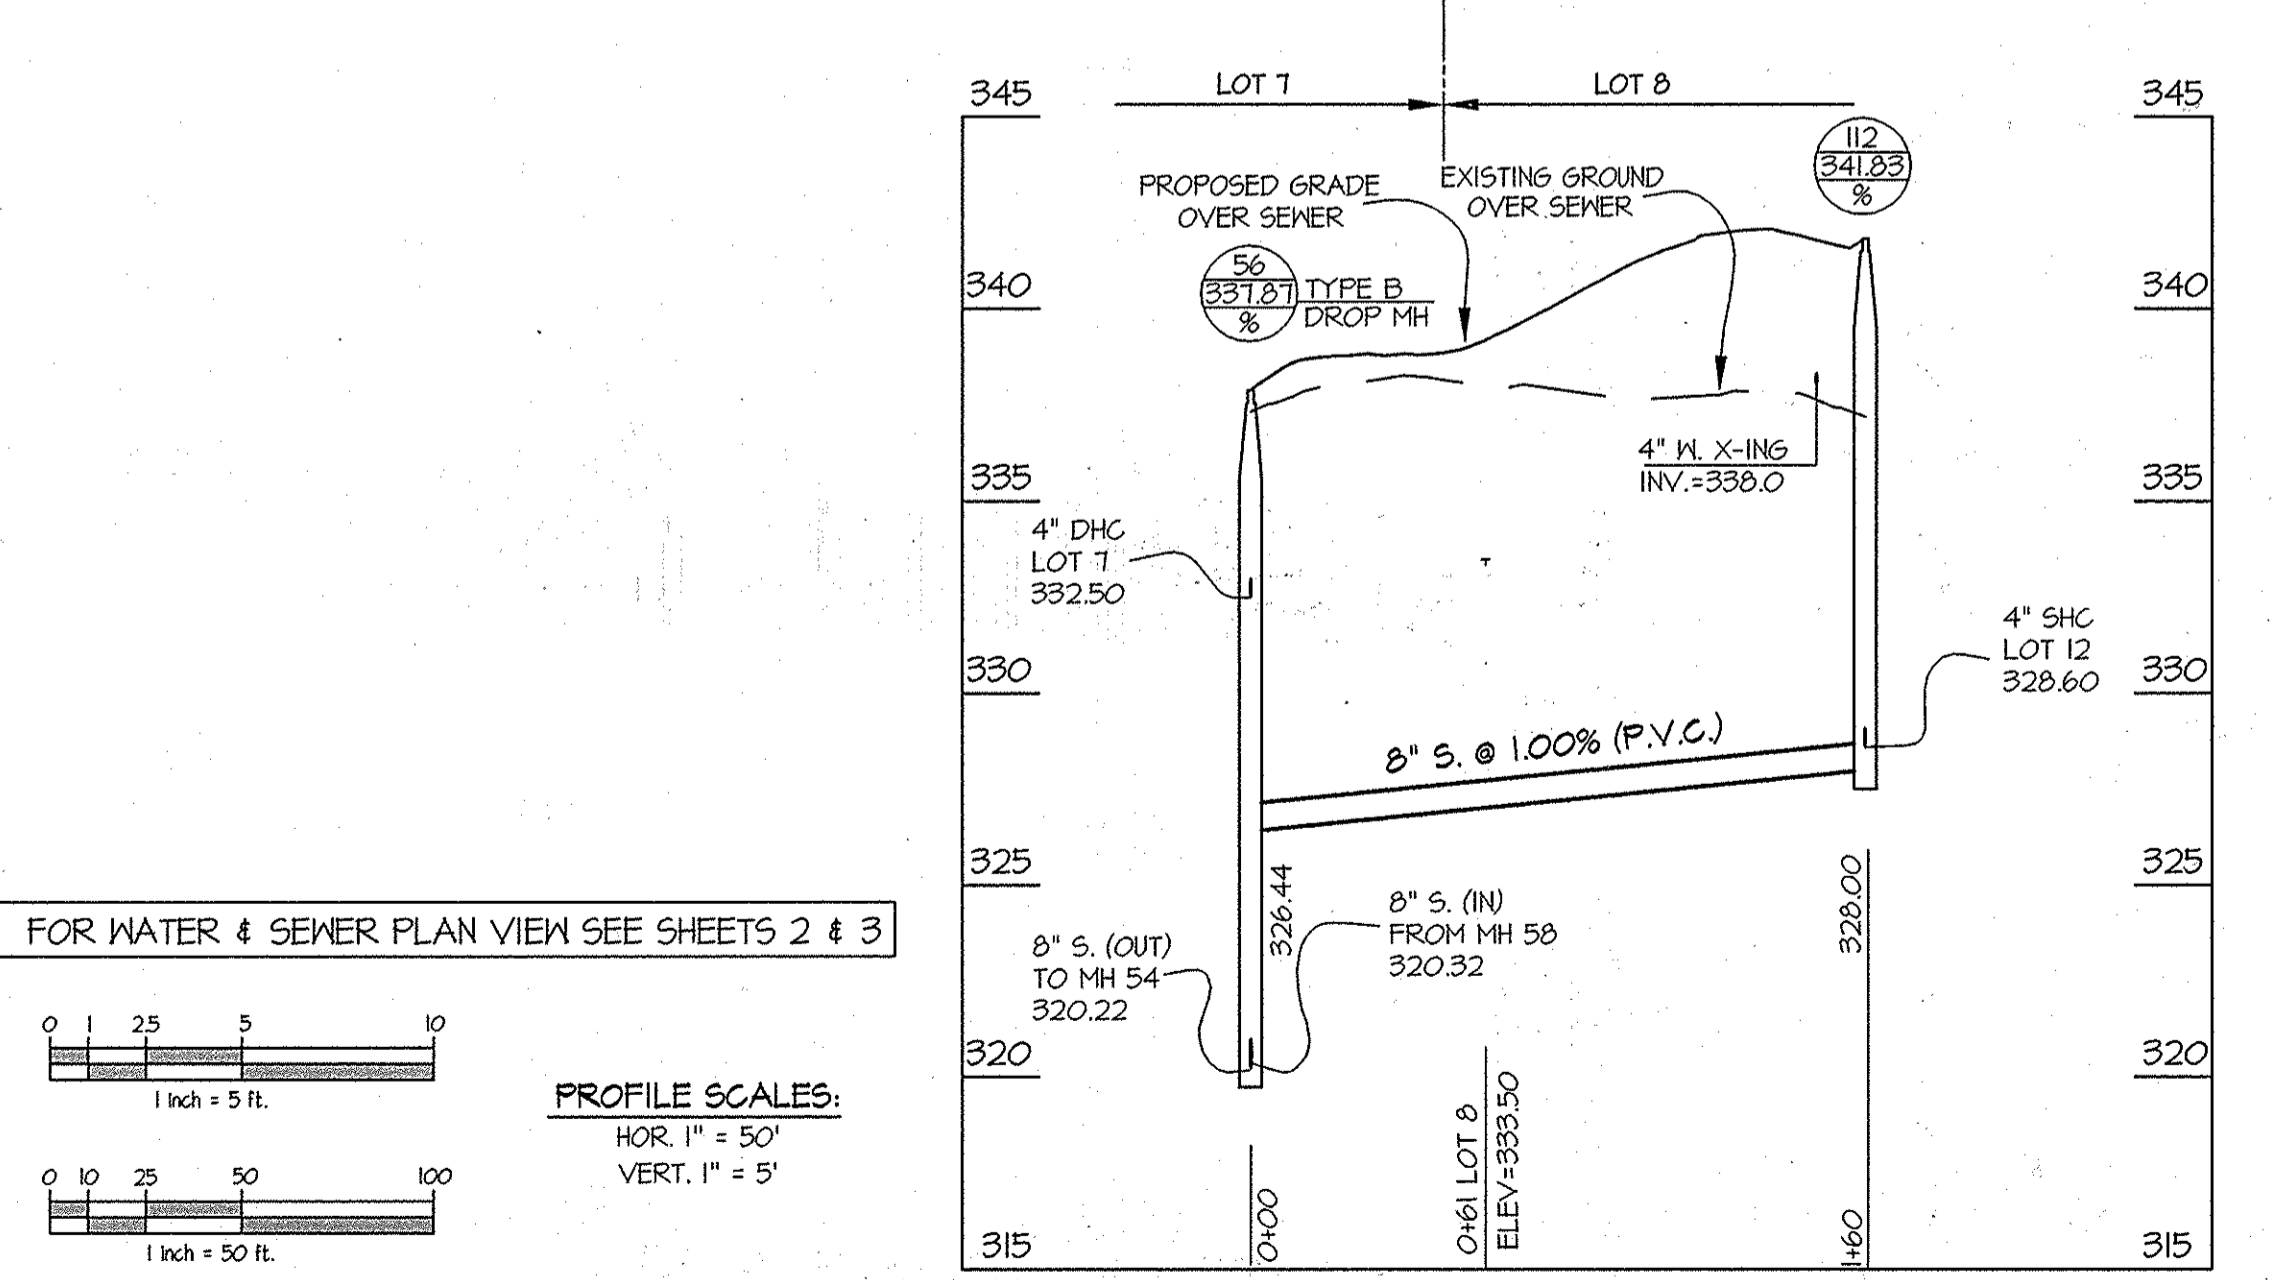 LOT 7
LOT 8
345
345
112
341.83
%
PROPOSED GRADE
OVER SEWER
EXISTING GROUND
OVER SEWER
56
337.87
%
TYPE B
DROP MH
340
340
4" W. X-ING
INV.=338.0
335
335
4" DHC
LOT 7
332.50
4" SHC
LOT 12
328.60
330
330
8" S. @ 1.00% (P.V.C.)
325
325
326.44
328.00
8" S. (IN)
FROM MH 58
320.32
8" S. (OUT)
TO MH 54
320.22
FOR WATER & SEWER PLAN VIEW SEE SHEETS 2 & 3
0 1 25 5 10
1 Inch = 5 ft.
320
320
PROFILE SCALES:
HOR. 1" = 50'
VERT. 1" = 5'
0 10 25 50 100
1 Inch = 50 ft.
0+00
0+61 LOT 8
ELEV=333.50
1+60
315
315